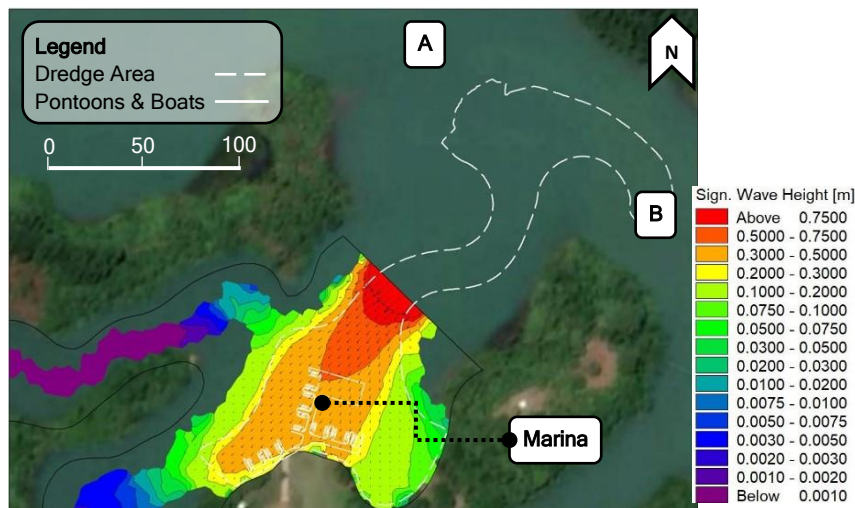 A
N
Legend
Dredge Area
Pontoons & Boats
0 50 100
B
Marina
Sign. Wave Height [m]
Above 0.7500
0.5000 - 0.7500
0.3000 - 0.5000
0.2000 - 0.3000
0.1000 - 0.2000
0.0750 - 0.1000
0.0500 - 0.0750
0.0300 - 0.0500
0.0200 - 0.0300
0.0100 - 0.0200
0.0075 - 0.0100
0.0050 - 0.0075
0.0030 - 0.0050
0.0020 - 0.0030
0.0010 - 0.0020
Below 0.0010